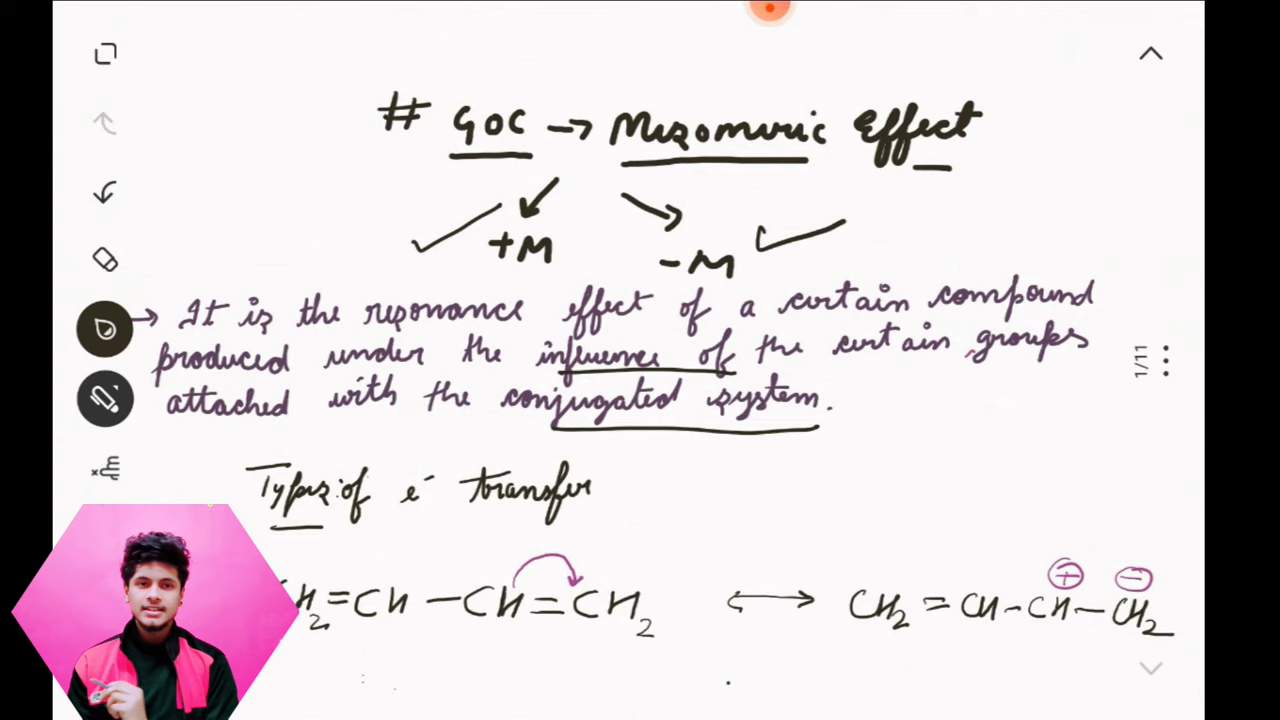 # GOC → Mezomeric Effect
+M
-M
→ It is the resonance effect of a certain compound
produced under the influence of the certain groups
attached with the conjugated system.
Types of e⁻ transfer
H₂=CH-CH=CH₂ ↔ CH₂=CH-CH-CH₂
+ -
1/11